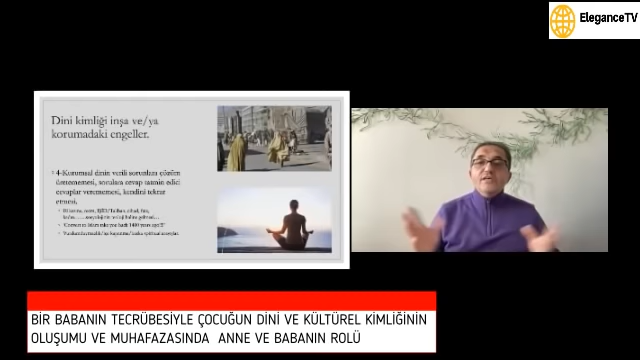 EleganceTV
Dini kimliği inşa ve/ya
korumadaki engeller.
4-Kurumsal dinin verili sorunlara çözüm
üretememesi, sorulara cevap tatmin edici
cevaplar verememesi, kendini tekrar
etmesi,
BİR BABANIN TECRÜBESİYLE ÇOCUĞUN DİNİ VE KÜLTÜREL KİMLİĞİNİN
OLUŞUMU VE MUHAFAZASINDA ANNE VE BABANIN ROLÜ